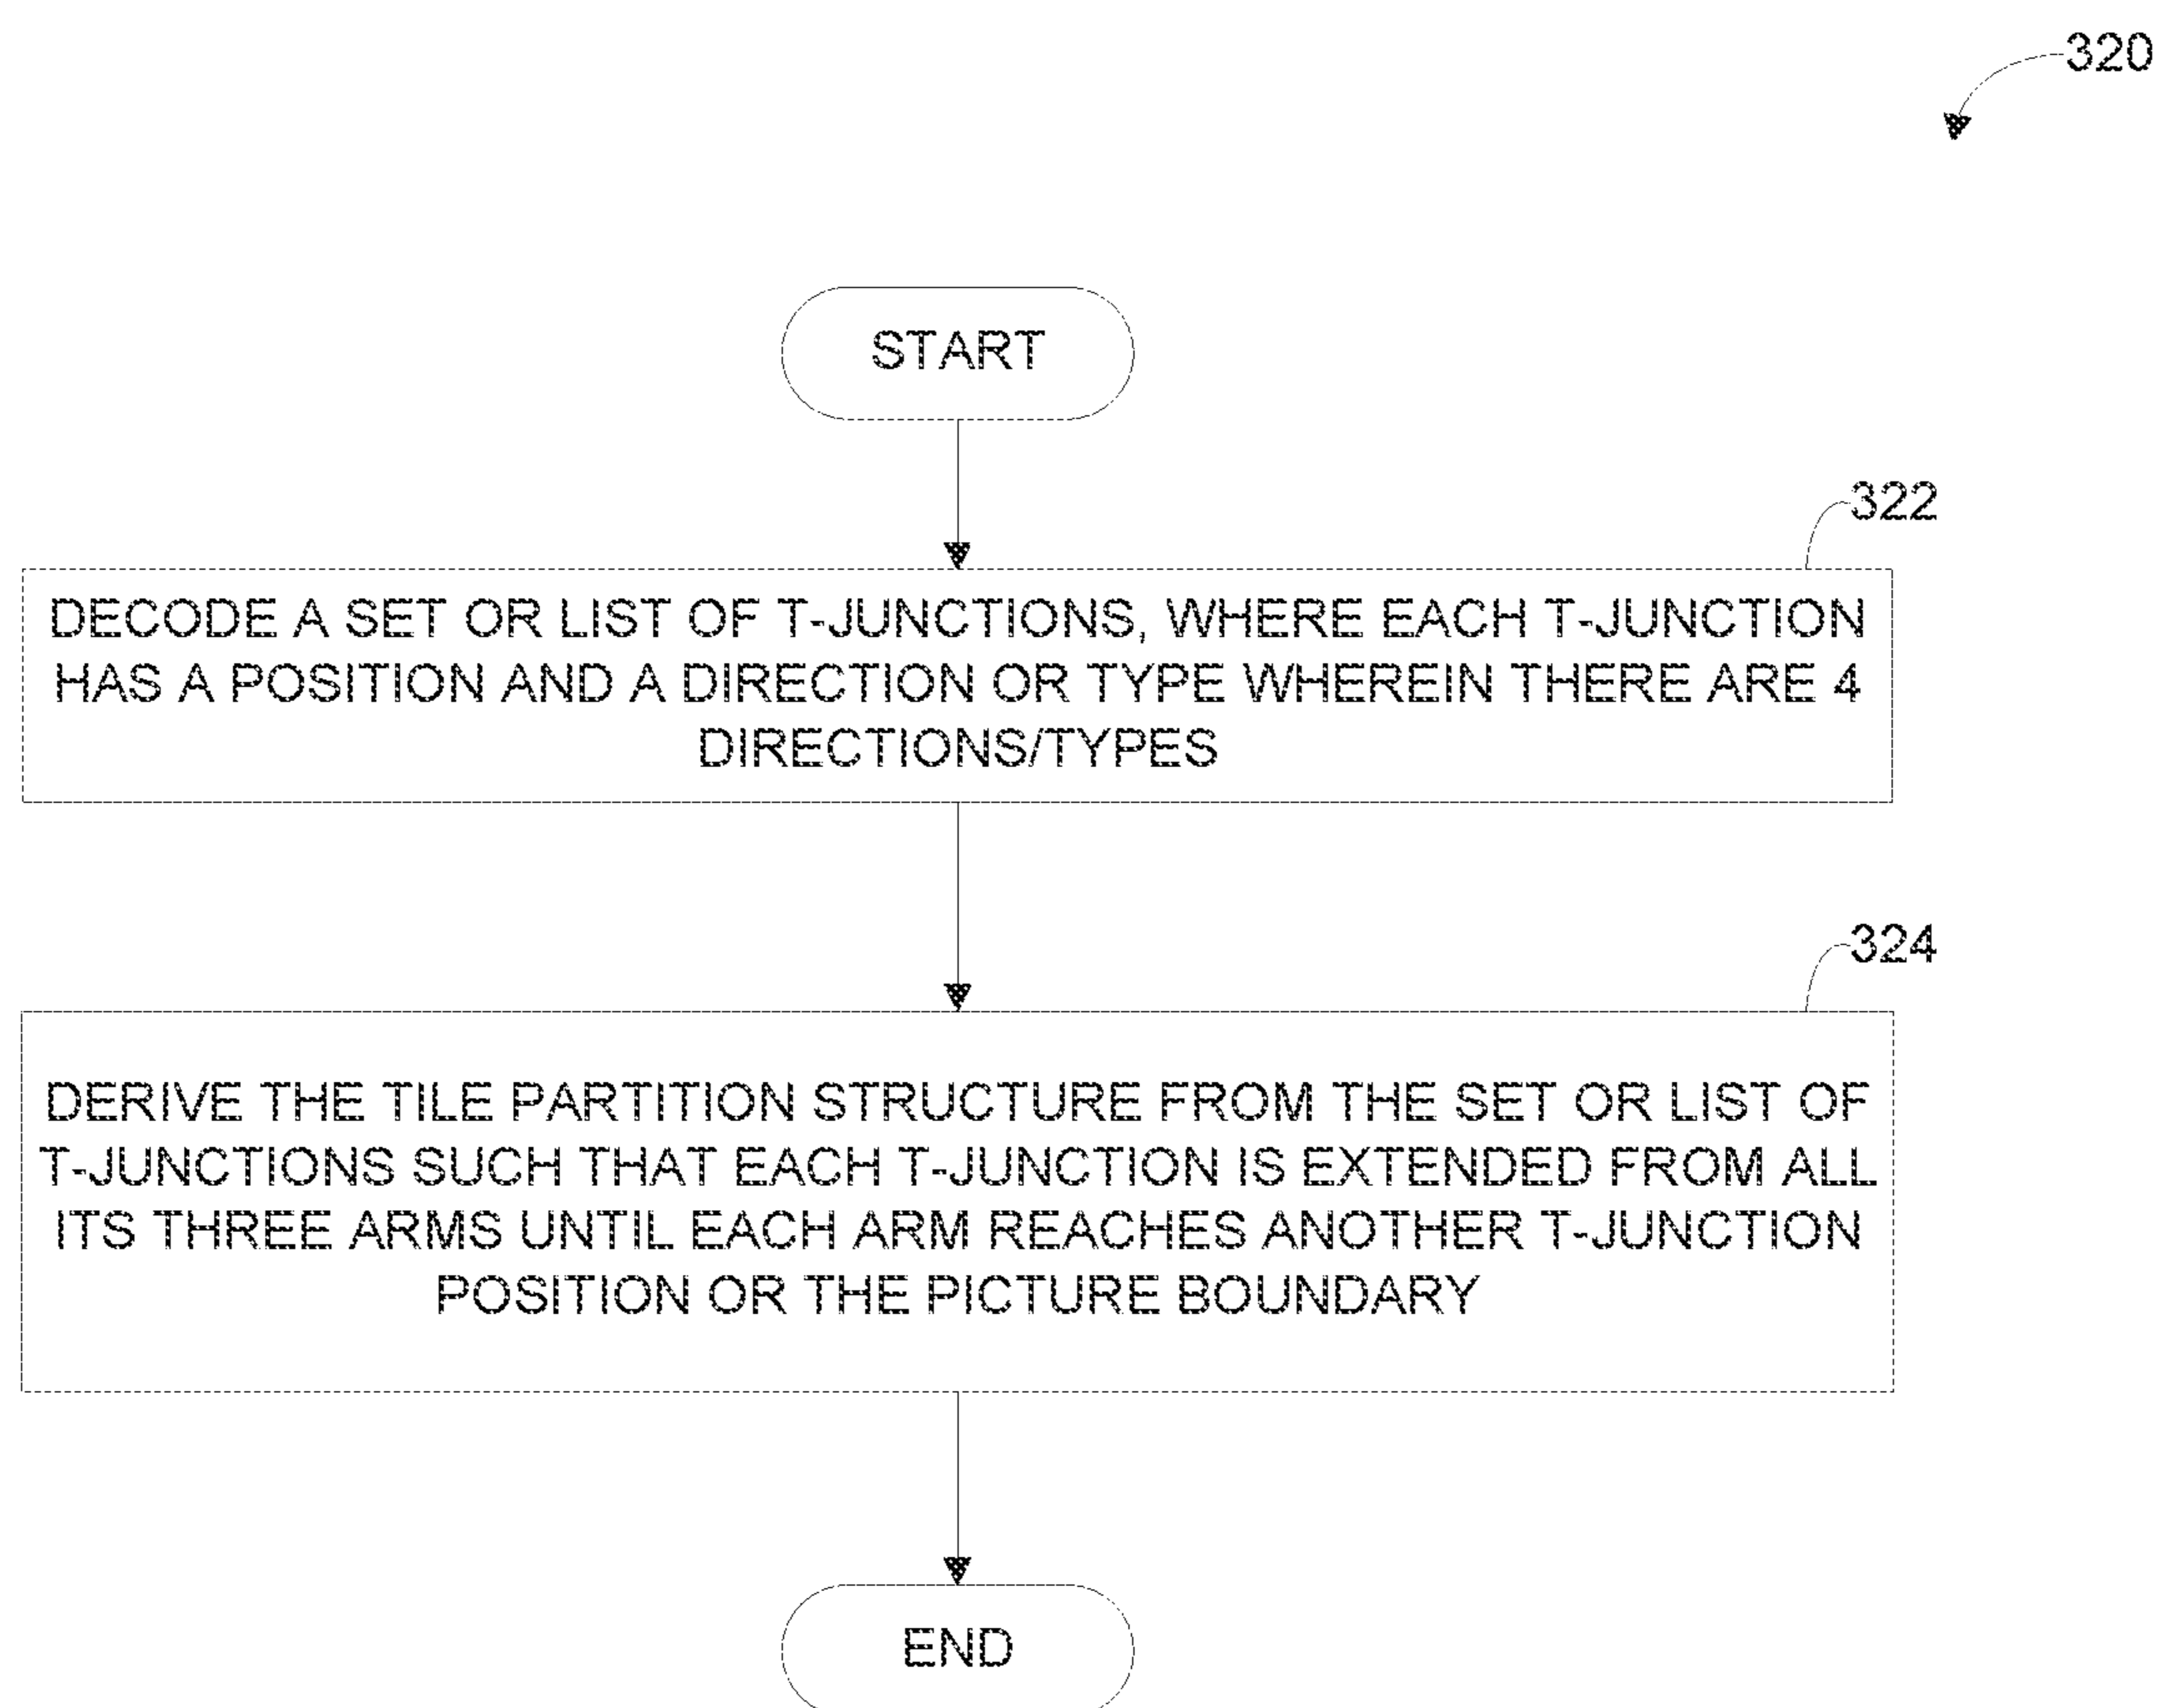 320
START
322
DECODE A SET OR LIST OF T-JUNCTIONS, WHERE EACH T-JUNCTION
HAS A POSITION AND A DIRECTION OR TYPE WHEREIN THERE ARE 4
DIRECTIONS/TYPES
324
DERIVE THE TILE PARTITION STRUCTURE FROM THE SET OR LIST OF
T-JUNCTIONS SUCH THAT EACH T-JUNCTION IS EXTENDED FROM ALL
ITS THREE ARMS UNTIL EACH ARM REACHES ANOTHER T-JUNCTION
POSITION OR THE PICTURE BOUNDARY
END